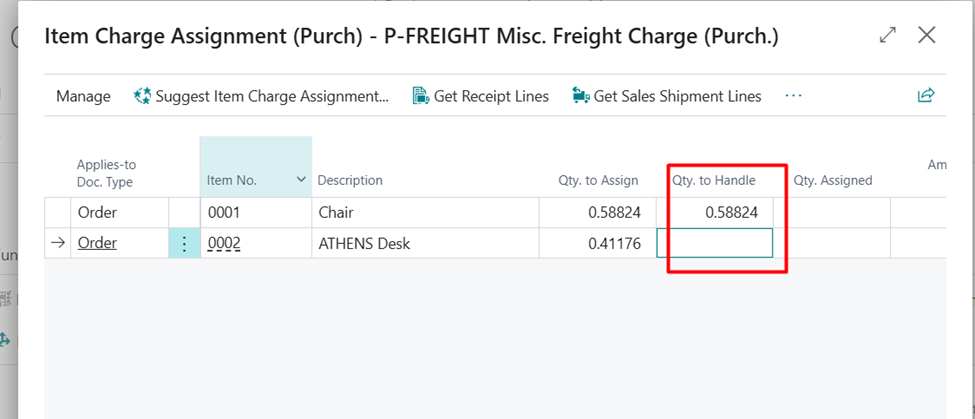 Item Charge Assignment (Purch) - P-FREIGHT Misc. Freight Charge (Purch.)
Manage Suggest Item Charge Assignment... Get Receipt Lines Get Sales Shipment Lines ...
Applies-to
Doc. Type Item No. Description Qty. to Assign Qty. to Handle Qty. Assigned Am
Order 0001 Chair 0.58824 0.58824
Order 0002 ATHENS Desk 0.41176
un